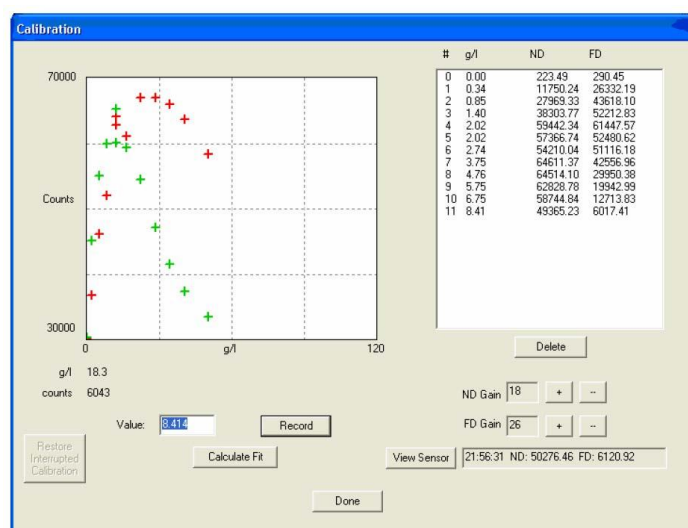 Calibration
# g/l ND FD
0 0.00 223.49 290.45
1 0.34 11750.24 26332.19
2 0.85 27969.33 43618.10
3 1.40 38303.77 52212.83
4 2.02 59442.34 61447.57
5 2.02 57366.74 52480.62
6 2.74 54210.04 51116.18
7 3.75 64611.37 42556.96
8 4.76 64514.10 29950.38
9 5.75 62828.78 19942.99
10 6.75 58744.84 12713.83
11 8.41 49365.23 6017.41
70000
Counts
30000
0 g/l 120
g/l 18.3
counts 6043
Delete
ND Gain 18 + --
FD Gain 26 + --
Value: 8.414 Record
Restore
Interrupted
Calibration
Calculate Fit
View Sensor 21:56:31 ND: 50276.46 FD: 6120.92
Done